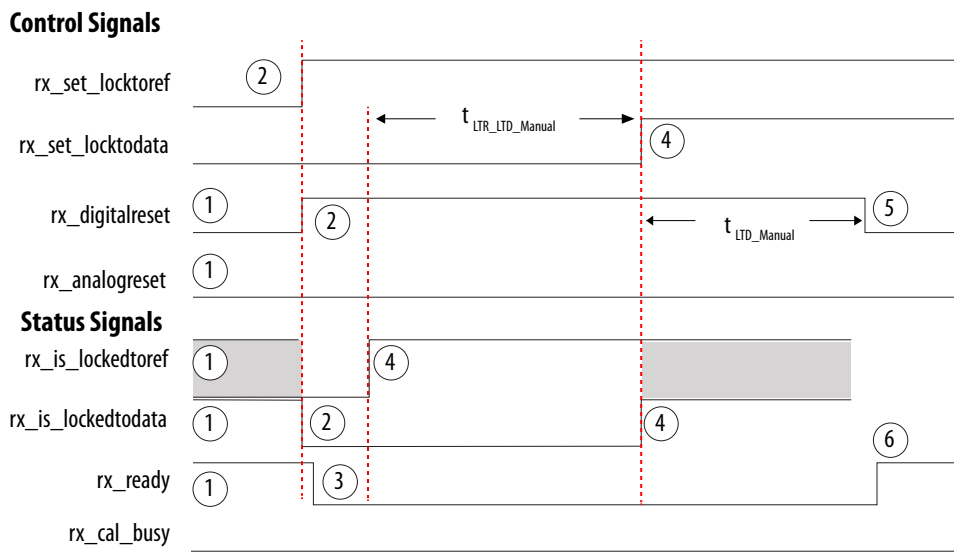 Control Signals
rx_set_locktoref
2
t LTR_LTD_Manual
rx_set_locktodata
4
rx_digitalreset
1
2
5
t LTD_Manual
rx_analogreset
1
Status Signals
rx_is_lockedtoref
1
4
rx_is_lockedtodata
1
2
4
rx_ready
1
3
6
rx_cal_busy